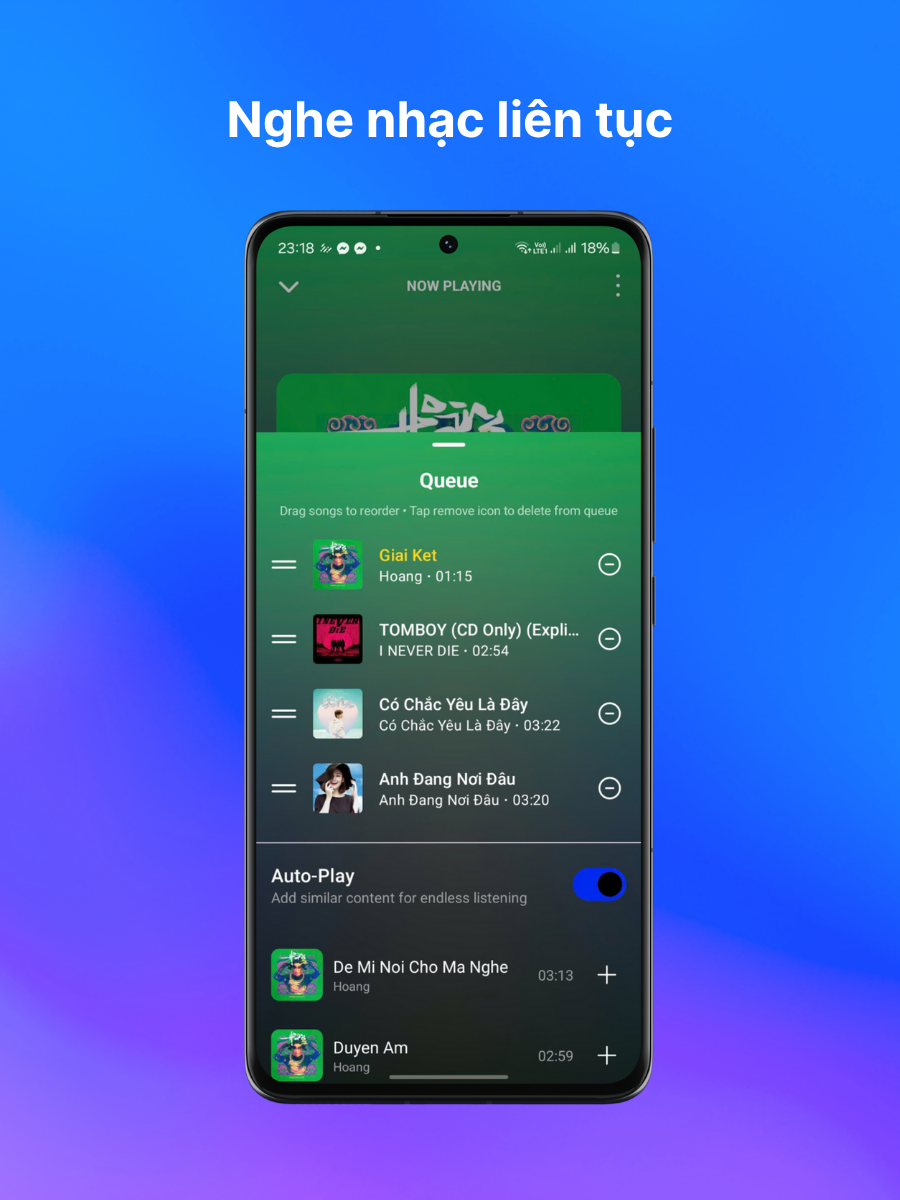 Nghe nhạc liên tục
23:18
18%
NOW PLAYING
Queue
Drag songs to reorder • Tap remove icon to delete from queue
Giai Ket
Hoang • 01:15
TOMBOY (CD Only) (Expli...
I NEVER DIE • 02:54
Có Chắc Yêu Là Đây
Có Chắc Yêu Là Đây • 03:22
Anh Đang Nơi Đâu
Anh Đang Nơi Đâu • 03:20
Auto-Play
Add similar content for endless listening
De Mi Noi Cho Ma Nghe
03:13
Hoang
Duyen Am
02:59
Hoang